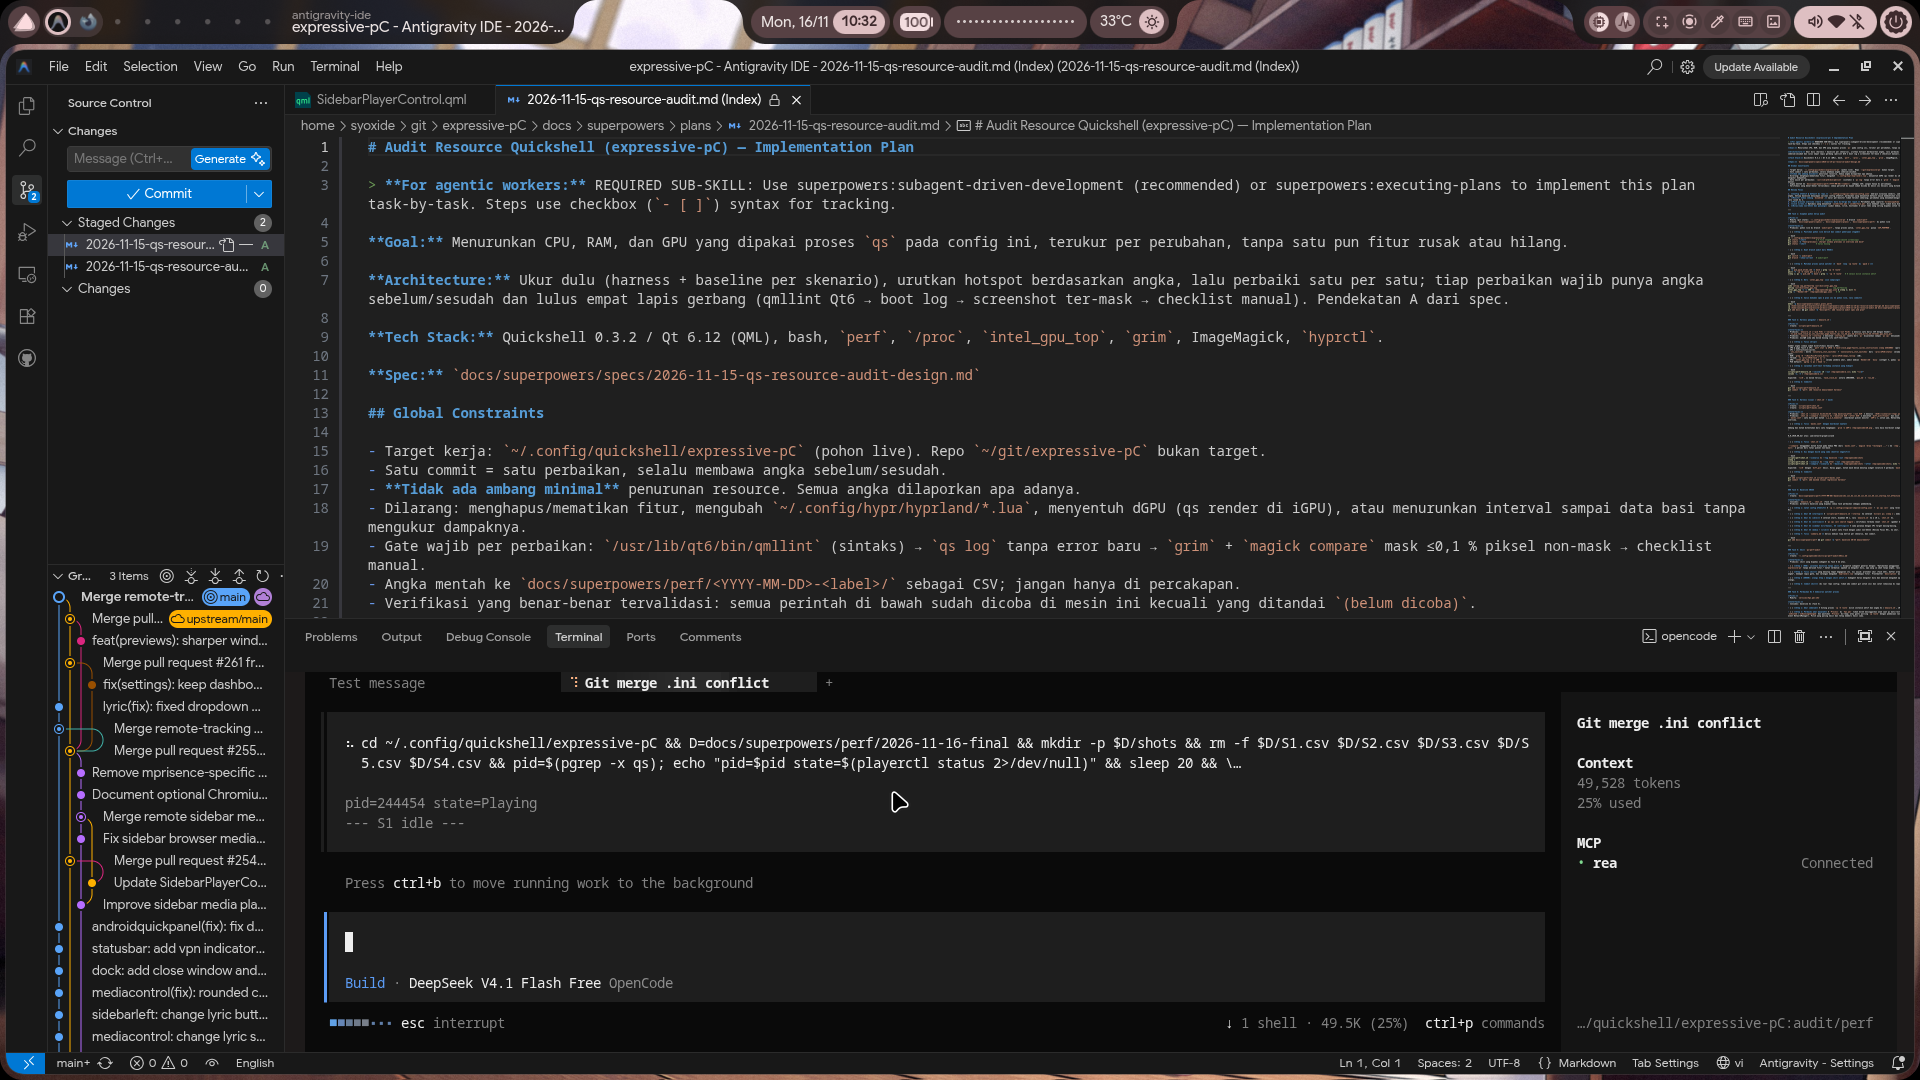 antigravity-ide
expressive-pC - Antigravity IDE - 2026-...
Mon, 16/11 10:32
100
33°C
File Edit Selection View Go Run Terminal Help
expressive-pC - Antigravity IDE - 2026-11-15-qs-resource-audit.md (Index) (2026-11-15-qs-resource-audit.md (Index))
Update Available
Source Control
Changes
Message (Ctrl+...
Generate
Commit
Staged Changes 2
2026-11-15-qs-resour... A
2026-11-15-qs-resource-au... A
Changes 0
Gr... 3 Items
Merge remote-tr... main
Merge pull... upstream/main
feat(previews): sharper wind...
Merge pull request #261 fr...
fix(settings): keep dashbo...
lyric(fix): fixed dropdown ...
Merge remote-tracking ...
Merge pull request #255...
Remove mprisence-specific ...
Document optional Chromiu...
Merge remote sidebar me...
Fix sidebar browser media...
Merge pull request #254...
Update SidebarPlayerCo...
Improve sidebar media pla...
androidquickpanel(fix): fix d...
statusbar: add vpn indicator...
dock: add close window and...
mediacontrol(fix): rounded c...
sidebarleft: change lyric butt...
mediacontrol: change lyric s...
SidebarPlayerControl.qml
2026-11-15-qs-resource-audit.md (Index)
home > syoxide > git > expressive-pC > docs > superpowers > plans > 2026-11-15-qs-resource-audit.md > # Audit Resource Quickshell (expressive-pC) — Implementation Plan
1 # Audit Resource Quickshell (expressive-pC) — Implementation Plan
2
3 > **For agentic workers:** REQUIRED SUB-SKILL: Use superpowers:subagent-driven-development (recommended) or superpowers:executing-plans to implement this plan
task-by-task. Steps use checkbox (`- [ ]`) syntax for tracking.
4
5 **Goal:** Menurunkan CPU, RAM, dan GPU yang dipakai proses `qs` pada config ini, terukur per perubahan, tanpa satu pun fitur rusak atau hilang.
6
7 **Architecture:** Ukur dulu (harness + baseline per skenario), urutkan hotspot berdasarkan angka, lalu perbaiki satu per satu; tiap perbaikan wajib punya angka
sebelum/sesudah dan lulus empat lapis gerbang (qmllint Qt6 → boot log → screenshot ter-mask → checklist manual). Pendekatan A dari spec.
8
9 **Tech Stack:** Quickshell 0.3.2 / Qt 6.12 (QML), bash, `perf`, `/proc`, `intel_gpu_top`, `grim`, ImageMagick, `hyprctl`.
10
11 **Spec:** `docs/superpowers/specs/2026-11-15-qs-resource-audit-design.md`
12
13 ## Global Constraints
14
15 - Target kerja: `~/.config/quickshell/expressive-pC` (pohon live). Repo `~/git/expressive-pC` bukan target.
16 - Satu commit = satu perbaikan, selalu membawa angka sebelum/sesudah.
17 - **Tidak ada ambang minimal** penurunan resource. Semua angka dilaporkan apa adanya.
18 - Dilarang: menghapus/mematikan fitur, mengubah `~/.config/hypr/hyprland/*.lua`, menyentuh dGPU (qs render di iGPU), atau menurunkan interval sampai data basi tanpa
mengukur dampaknya.
19 - Gate wajib per perbaikan: `/usr/lib/qt6/bin/qmllint` (sintaks) → `qs log` tanpa error baru → `grim` + `magick compare` mask ≤0,1 % piksel non-mask → checklist
manual.
20 - Angka mentah ke `docs/superpowers/perf/<YYYY-MM-DD>-<label>/` sebagai CSV; jangan hanya di percakapan.
21 - Verifikasi yang benar-benar tervalidasi: semua perintah di bawah sudah dicoba di mesin ini kecuali yang ditandai `(belum dicoba)`.
Problems Output Debug Console Terminal Ports Comments
opencode
Test message Git merge .ini conflict +
cd ~/.config/quickshell/expressive-pC && D=docs/superpowers/perf/2026-11-16-final && mkdir -p $D/shots && rm -f $D/S1.csv $D/S2.csv $D/S3.csv $D/S
5.csv $D/S4.csv && pid=$(pgrep -x qs); echo "pid=$pid state=$(playerctl status 2>/dev/null)" && sleep 20 && \…
pid=244454 state=Playing
--- S1 idle ---
Press ctrl+b to move running work to the background
Build · DeepSeek V4.1 Flash Free OpenCode
esc interrupt
↓ 1 shell · 49.5K (25%) ctrl+p commands
Git merge .ini conflict
Context
49,528 tokens
25% used
MCP
• rea Connected
…/quickshell/expressive-pC:audit/perf
main+ 0 0 English
Ln 1, Col 1 Spaces: 2 UTF-8 { } Markdown Tab Settings vi Antigravity - Settings